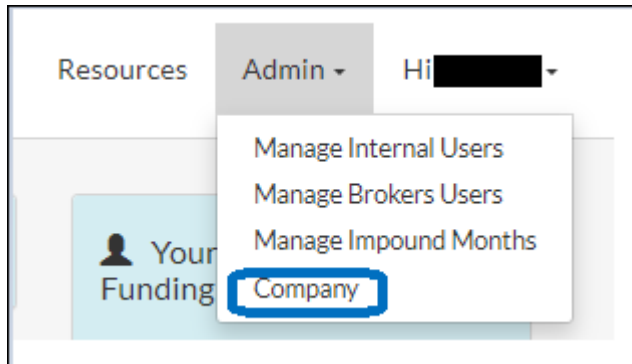 Resources Admin Hi
Manage Internal Users
Manage Brokers Users
Manage Impound Months
Your
Funding
Company